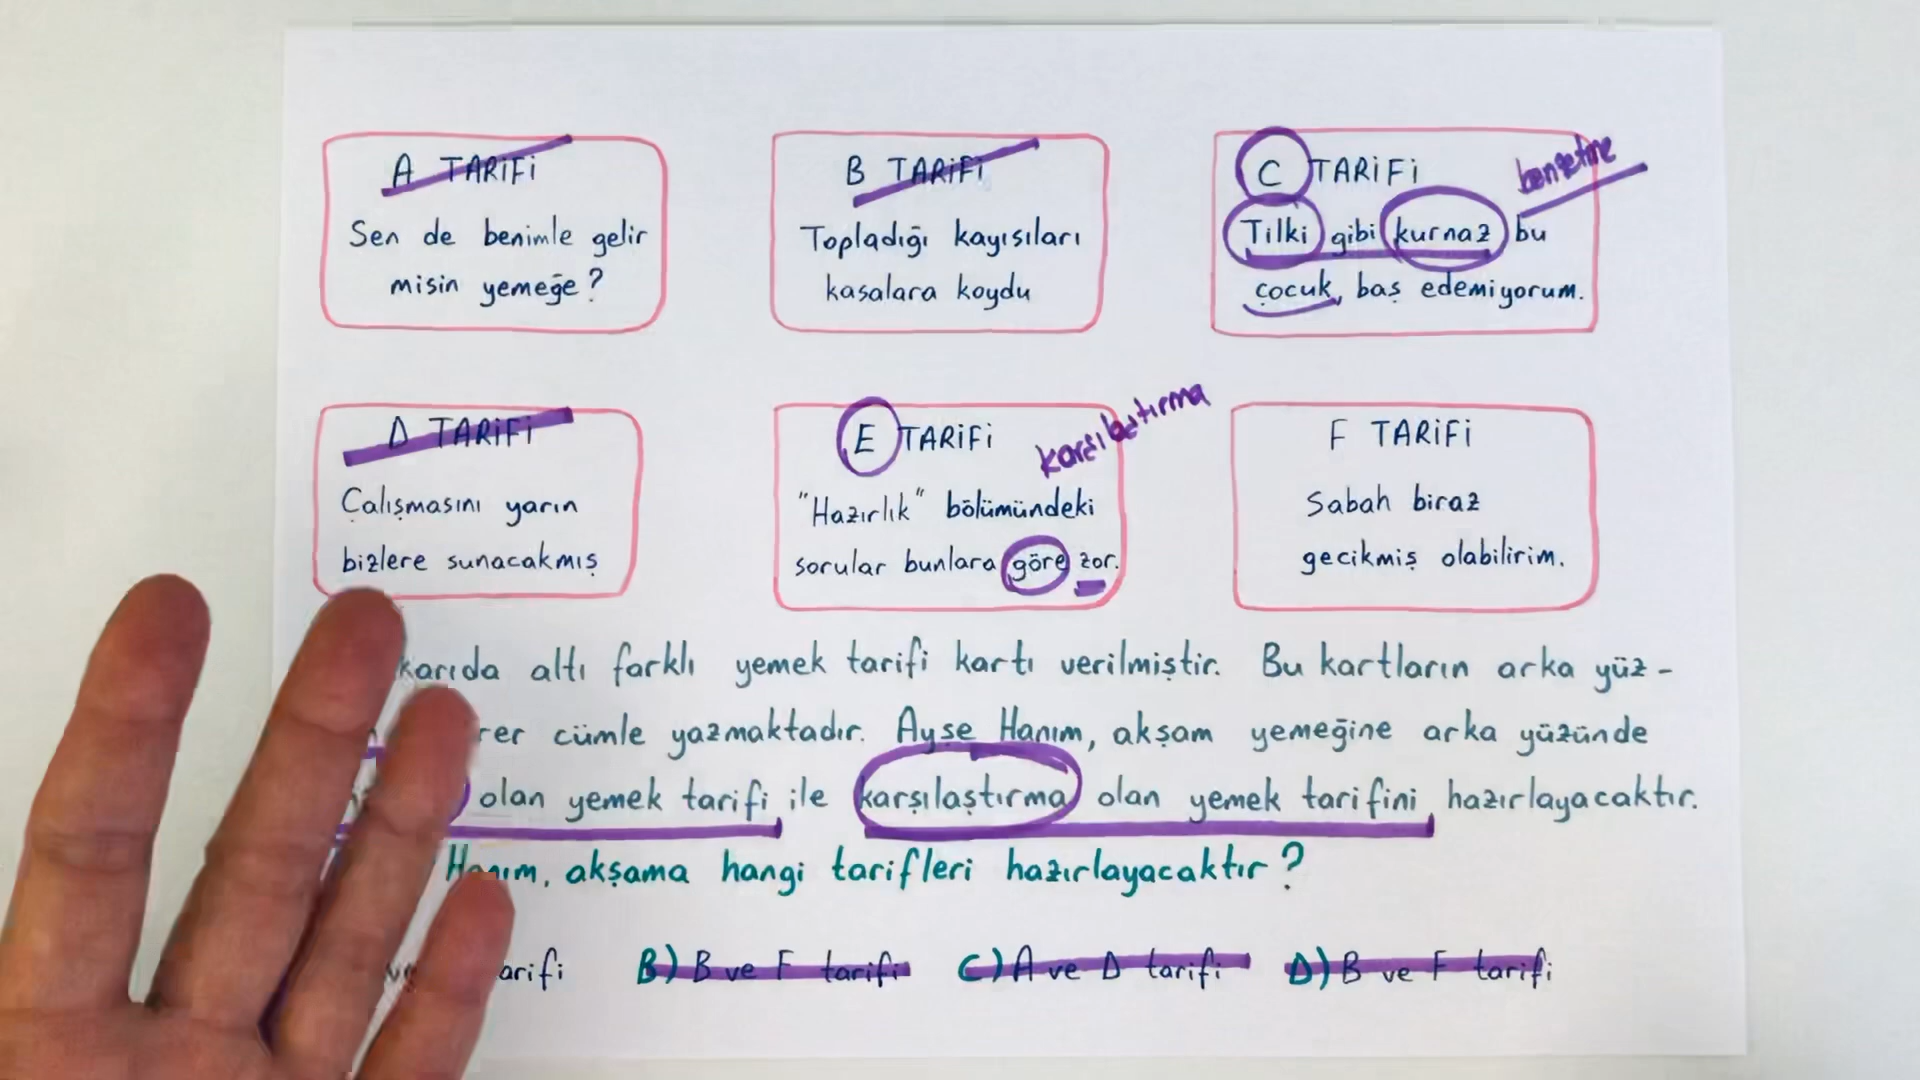 A TARİFİ
Sen de benimle gelir
misin yemeğe?
B TARİFİ
Topladığı kayısıları
kasalara koydu
C TARİFİ
benzetme
Tilki gibi kurnaz bu
çocuk, baş edemiyorum.
D TARİFİ
Çalışmasını yarın
bizlere sunacakmış
E TARİFİ
karşılaştırma
"Hazırlık" bölümündeki
sorular bunlara göre zor.
F TARİFİ
Sabah biraz
gecikmiş olabilirim.
karıda altı farklı yemek tarifi kartı verilmiştir. Bu kartların arka yüz-
rer cümle yazmaktadır. Ayşe Hanım, akşam yemeğine arka yüzünde
olan yemek tarifi ile karşılaştırma olan yemek tarifini hazırlayacaktır.
Hanım, akşama hangi tarifleri hazırlayacaktır?
arifi B) B ve F tarifi C) A ve D tarifi D) B ve F tarifi